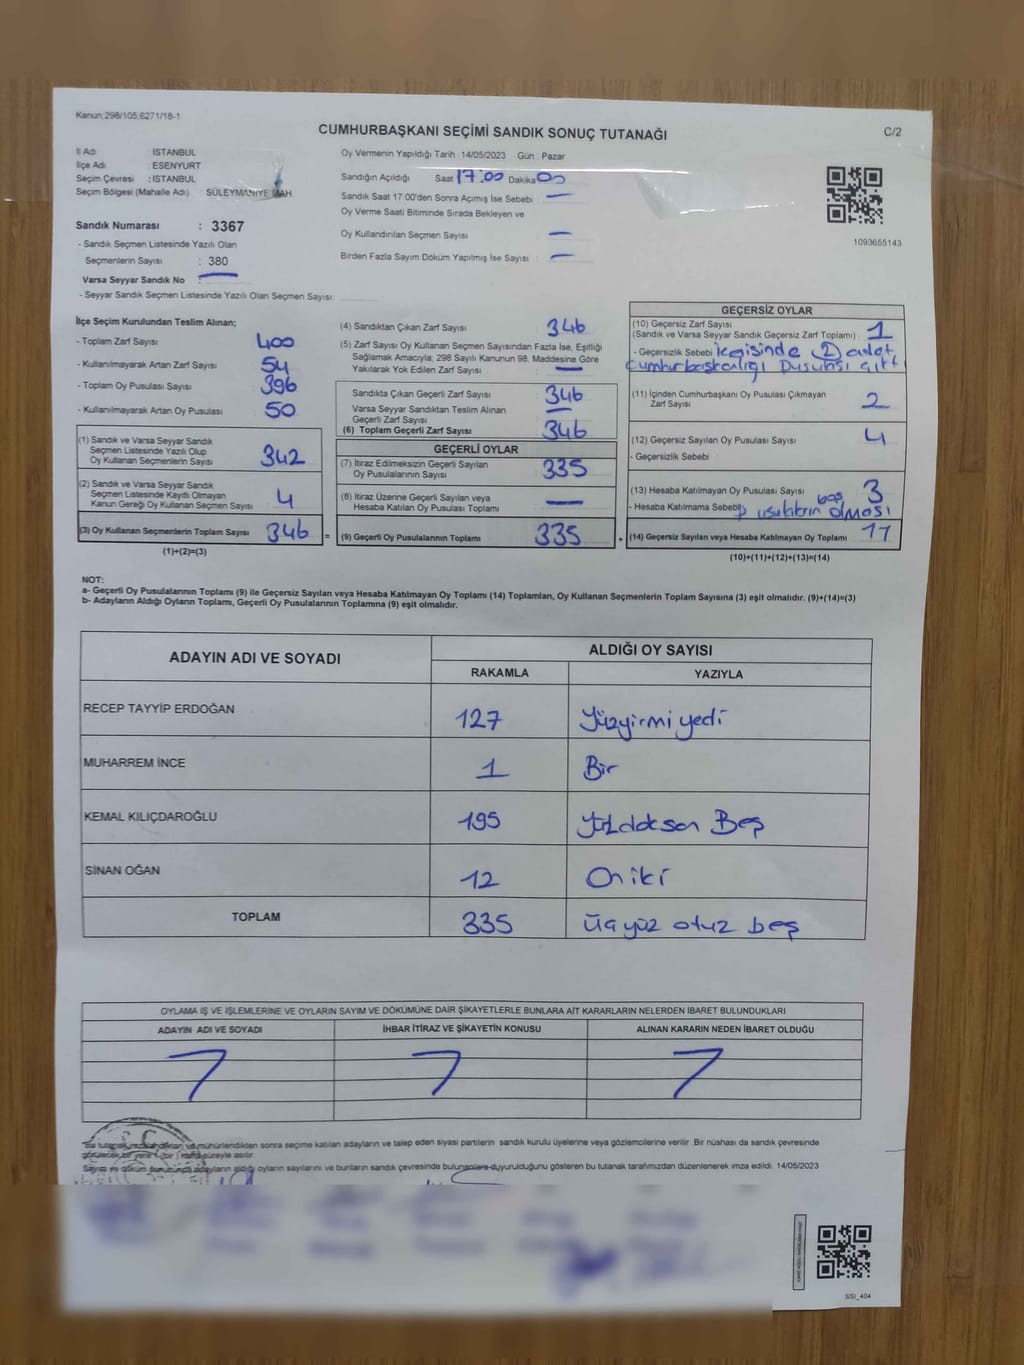 Kanun;298/105;6271/18-1
CUMHURBAŞKANI SEÇİMİ SANDIK SONUÇ TUTANAĞI
C/2
İl Adı : İSTANBUL
İlçe Adı : ESENYURT
Seçim Çevresi : İSTANBUL
Seçim Bölgesi (Mahalle Adı) : SÜLEYMANİYE MAH.
Sandık Numarası : 3367
- Sandık Seçmen Listesinde Yazılı Olan
Seçmenlerin Sayısı : 380
Varsa Seyyar Sandık No : —
- Seyyar Sandık Seçmen Listesinde Yazılı Olan Seçmen Sayısı:
Oy Vermenin Yapıldığı Tarih 14/05/2023 Gün : Pazar
Sandığın Açıldığı Saat 17:00 Dakika 00
Sandık Saat 17:00'den Sonra Açımış İse Sebebi —
Oy Verme Saati Bitiminde Sırada Bekleyen ve
Oy Kullandırılan Seçmen Sayısı —
Birden Fazla Sayım Döküm Yapılmış İse Sayısı —
1093655143
İlçe Seçim Kurulundan Teslim Alınan;
- Toplam Zarf Sayısı : 400
- Kullanılmayarak Artan Zarf Sayısı : 54
- Toplam Oy Pusulası Sayısı : 396
- Kullanılmayarak Artan Oy Pusulası : 50
(1) Sandık ve Varsa Seyyar Sandık
Seçmen Listesinde Yazılı Olup
Oy Kullanan Seçmenlerin Sayısı : 342
(2) Sandık ve Varsa Seyyar Sandık
Seçmen Listesinde Kayıtlı Olmayan
Kanun Gereği Oy Kullanan Seçmen Sayısı : 4
(3) Oy Kullanan Seçmenlerin Toplam Sayısı : 346
(1)+(2)=(3)
(4) Sandıktan Çıkan Zarf Sayısı : 346
(5) Zarf Sayısı Oy Kullanan Seçmen Sayısından Fazla İse, Eşitliği
Sağlamak Amacıyla; 298 Sayılı Kanunun 98. Maddesine Göre
Yakılarak Yok Edilen Zarf Sayısı : —
Sandıkta Çıkan Geçerli Zarf Sayısı : 346
Varsa Seyyar Sandıktan Teslim Alınan
Geçerli Zarf Sayısı : —
(6) Toplam Geçerli Zarf Sayısı : 346
GEÇERLİ OYLAR
(7) İtiraz Edilmeksizin Geçerli Sayılan
Oy Pusulalarının Sayısı : 335
(8) İtiraz Üzerine Geçerli Sayılan veya
Hesaba Katılan Oy Pusulası Toplamı : —
= (9) Geçerli Oy Pusulalarının Toplamı : 335 +
GEÇERSİZ OYLAR
(10) Geçersiz Zarf Sayısı
(Sandık ve Varsa Seyyar Sandık Geçersiz Zarf Toplamı) : 1
- Geçersizlik Sebebi içerisinde 2 adet
Cumhurbaşkanlığı Pusulası çıktı
(11) İçinden Cumhurbaşkanı Oy Pusulası Çıkmayan
Zarf Sayısı : 2
(12) Geçersiz Sayılan Oy Pusulası Sayısı : 4
- Geçersizlik Sebebi :
(13) Hesaba Katılmayan Oy Pusulası Sayısı : 3
- Hesaba Katılmama Sebebi: Pusulaların boş olması
(14) Geçersiz Sayılan veya Hesaba Katılmayan Oy Toplamı : 11
(10)+(11)+(12)+(13)=(14)
NOT:
a- Geçerli Oy Pusulalarının Toplamı (9) ile Geçersiz Sayılan veya Hesaba Katılmayan Oy Toplamı (14) Toplamları, Oy Kullanan Seçmenlerin Toplam Sayısına (3) eşit olmalıdır. (9)+(14)=(3)
b- Adayların Aldığı Oyların Toplamı, Geçerli Oy Pusulalarının Toplamına (9) eşit olmalıdır.
ADAYIN ADI VE SOYADI ALDIĞI OY SAYISI
RAKAMLA YAZIYLA
RECEP TAYYİP ERDOĞAN 127 Yüzyirmiyedi
MUHARREM İNCE 1 Bir
KEMAL KILIÇDAROĞLU 195 Yüzdoksan Beş
SİNAN OĞAN 12 Oniki
TOPLAM 335 Üçyüz otuz beş
OYLAMA İŞ VE İŞLEMLERİNE VE OYLARIN SAYIM VE DÖKÜMÜNE DAİR ŞİKAYETLERLE BUNLARA AİT KARARLARIN NELERDEN İBARET BULUNDUKLARI
ADAYIN ADI VE SOYADI İHBAR İTİRAZ VE ŞİKAYETİN KONUSU ALINAN KARARIN NEDEN İBARET OLDUĞU
mühürlendikten sonra seçime katılan adayların ve talep eden siyasi partilerin sandık kurulu üyelerine veya gözlemcilerine verilir. Bir nüshası da sandık çevresinde
süreyle asılır.
adayların aldığı oyların sayılarını ve bunların sandık çevresinde bulunanlara duyurulduğunu gösteren bu tutanak tarafımızdan düzenlenerek imza edildi. 14/05/2023
SSI_404